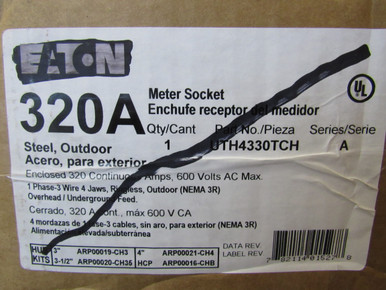 EATON
320A
Meter Socket
Enchufe receptor del medidor
Qty/Cant Part No./Pieza Series/Serie
1 UTH4330TCH A
Steel, Outdoor
Acero, para exterior
Enclosed 320 Continuous Amps, 600 Volts AC Max.
1 Phase-3 Wire 4 Jaws, Ringless, Outdoor (NEMA 3R)
Overhead / Underground Feed.
Cerrado, 320 A cont., máx 600 V CA
4 mordazas de 1 fase-3 cables, sin aro, para exterior (NEMA 3R)
Alimentación elevada/subterránea
HUB 3" ARP00019-CH3 4" ARP00021-CH4
KITS 3-1/2" ARP00020-CH35 HCP ARP00016-CHB
DATA REV.
LABEL REV.
UL